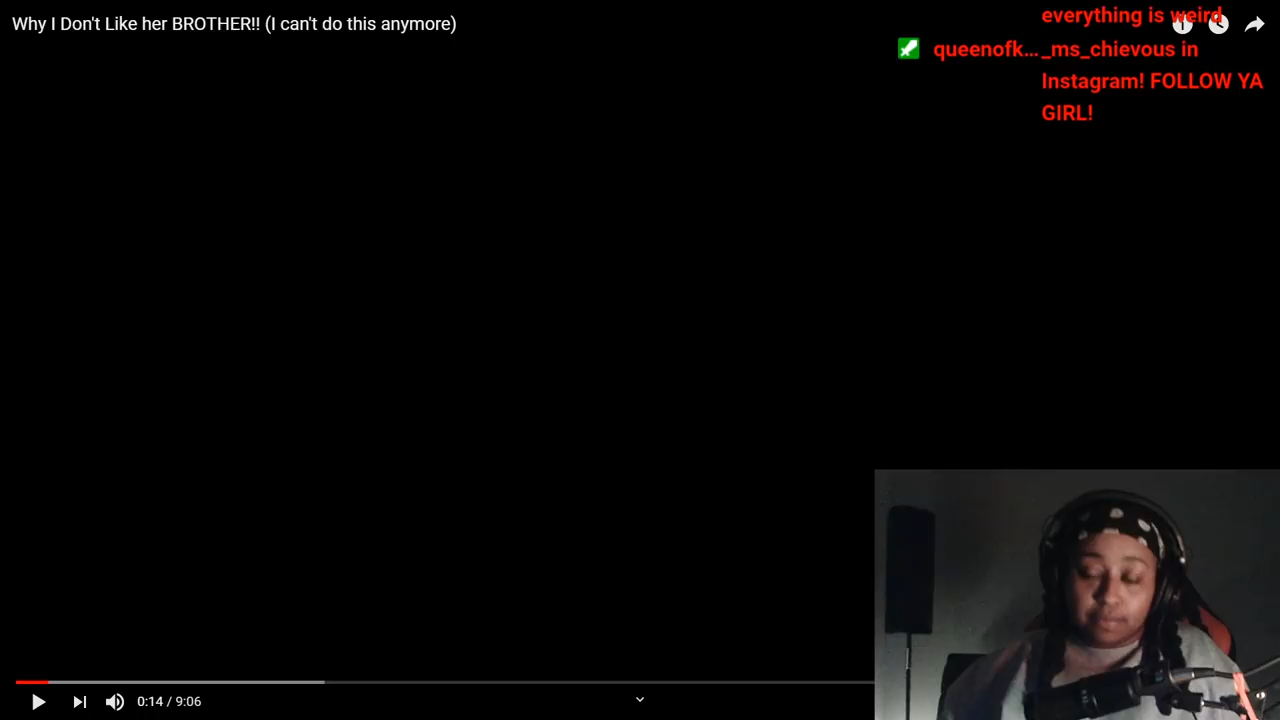 Why I Don't Like her BROTHER!! (I can't do this anymore)
everything is weird
queenofk..._ms_chievous in
Instagram! FOLLOW YA
GIRL!
0:14 / 9:06